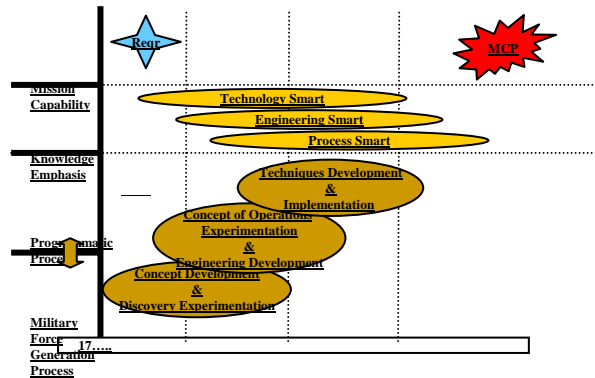 Reqr
MCP
Mission
Capability
Technology Smart
Engineering Smart
Process Smart
Knowledge
Emphasis
Techniques Development
&
Implementation
Concept of Operations
Experimentation
&
Engineering Development
Programmatic
Process
Concept Development
&
Discovery Experimentation
Military
Force
Generation
Process
17…..